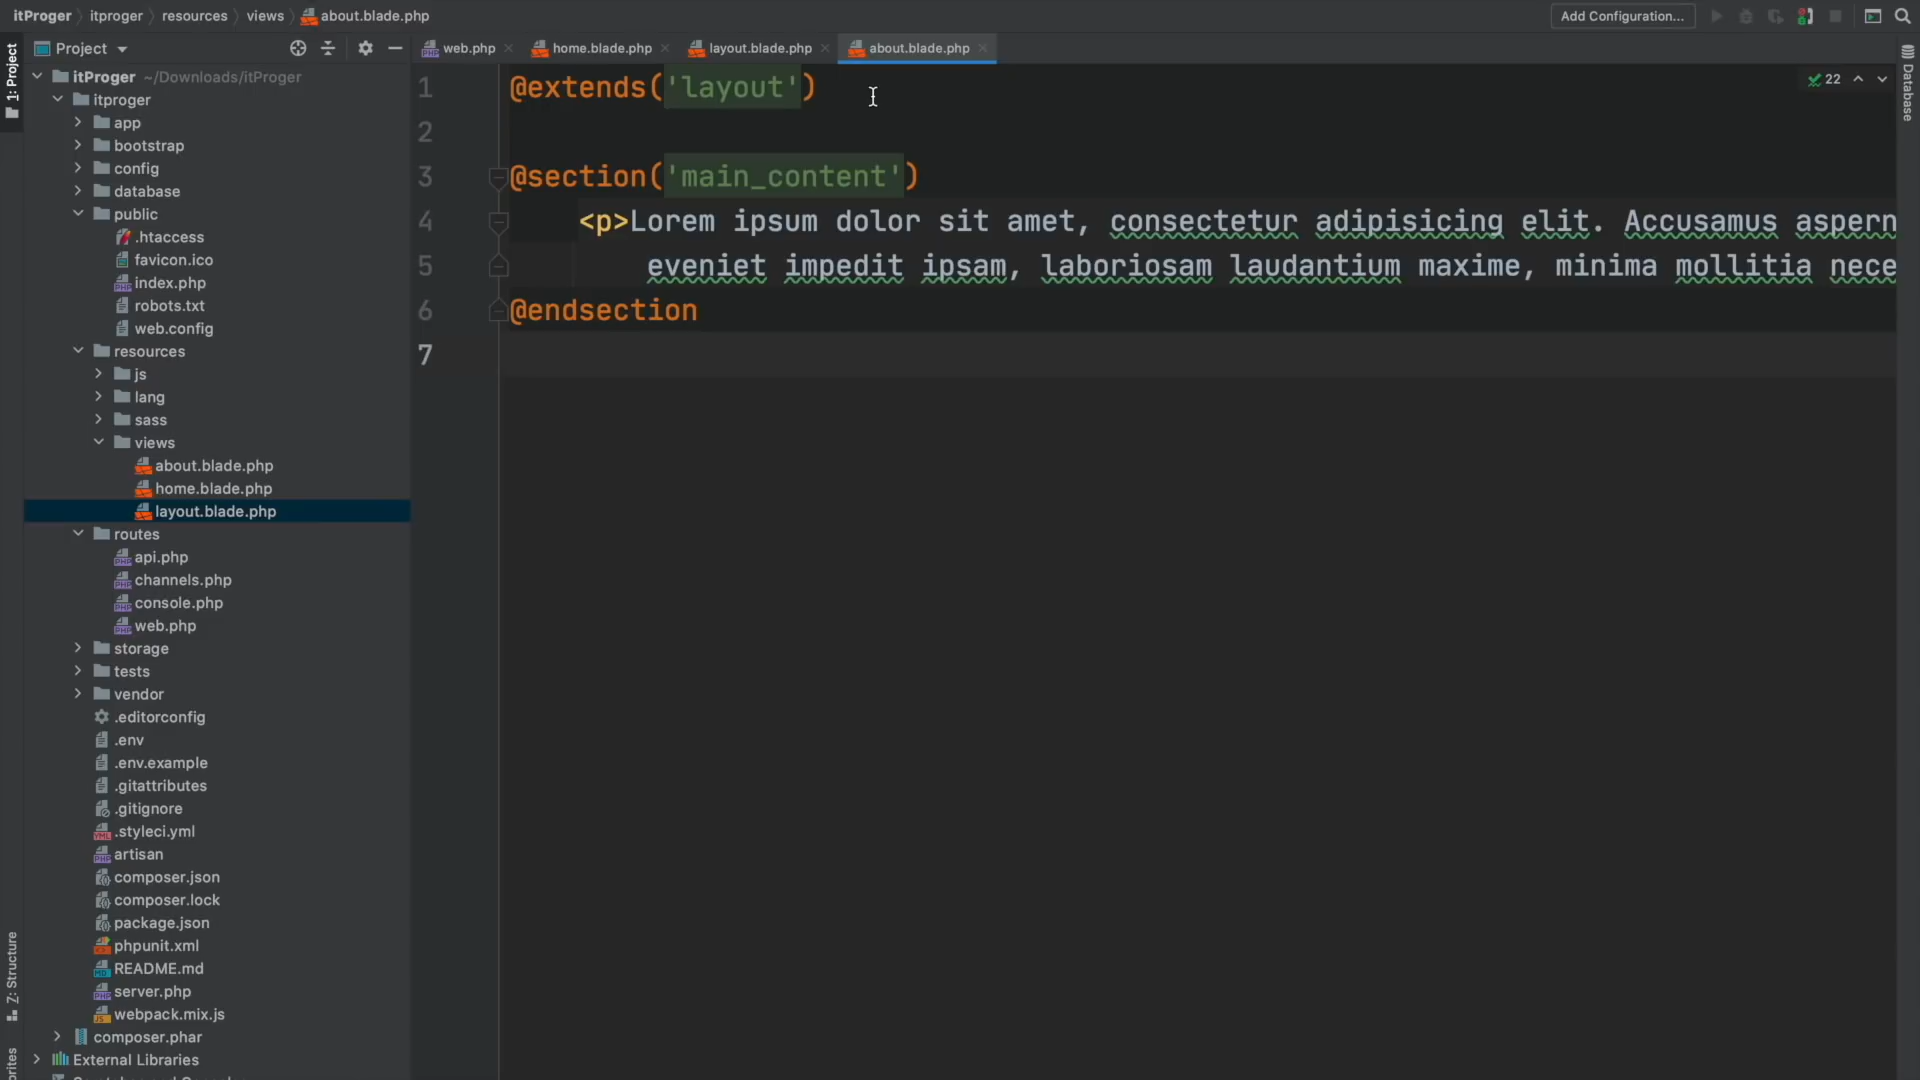 itProger itproger resources views about.blade.php
Add Configuration...
Project
web.php
home.blade.php
layout.blade.php
about.blade.php
1: Project
Z: Structure
Database
itProger ~/Downloads/itProger
itproger
app
bootstrap
config
database
public
.htaccess
favicon.ico
index.php
robots.txt
web.config
resources
js
lang
sass
views
about.blade.php
home.blade.php
layout.blade.php
routes
api.php
channels.php
console.php
web.php
storage
tests
vendor
.editorconfig
.env
.env.example
.gitattributes
.gitignore
.styleci.yml
artisan
composer.json
composer.lock
package.json
phpunit.xml
README.md
server.php
webpack.mix.js
composer.phar
External Libraries
22
1 @extends('layout')
2
3 @section('main_content')
4 <p>Lorem ipsum dolor sit amet, consectetur adipisicing elit. Accusamus aspern
5 eveniet impedit ipsam, laboriosam laudantium maxime, minima mollitia nece
6 @endsection
7